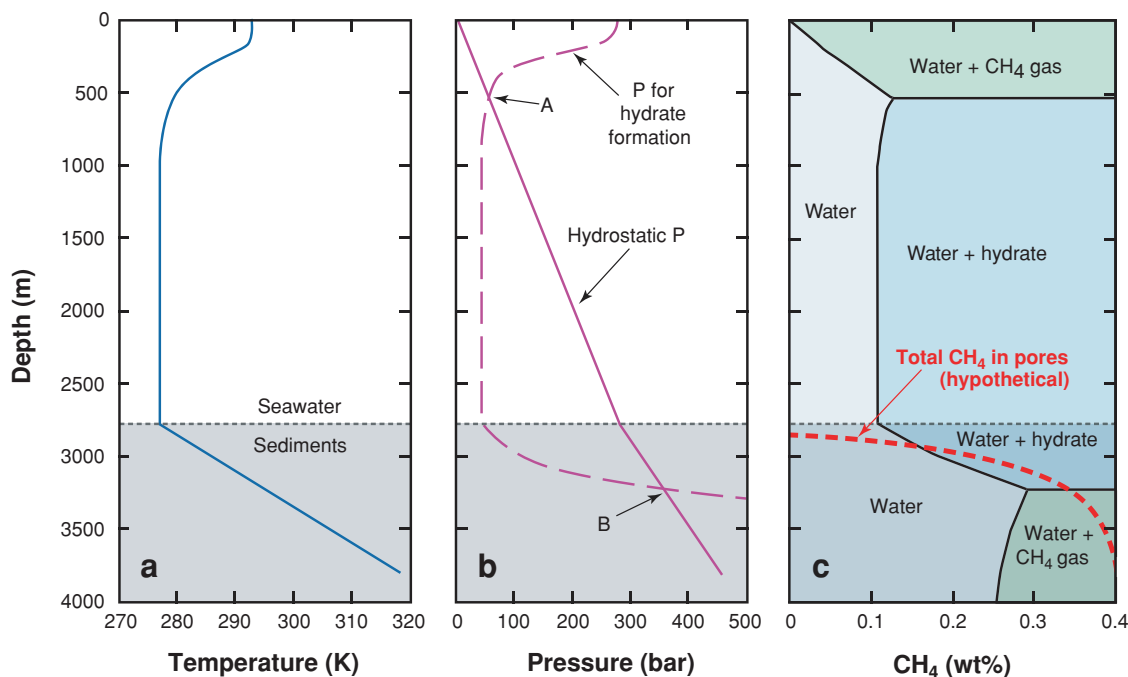 Depth (m)
0
500
1000
1500
2000
2500
3000
3500
4000
Seawater
Sediments
a
270 280 290 300 310 320
Temperature (K)
A
P for
hydrate
formation
Hydrostatic P
B
b
0 100 200 300 400 500
Pressure (bar)
Water + CH4 gas
Water
Water + hydrate
Total CH4 in pores
(hypothetical)
Water + hydrate
Water
Water +
CH4 gas
c
0 0.1 0.2 0.3 0.4
CH4 (wt%)